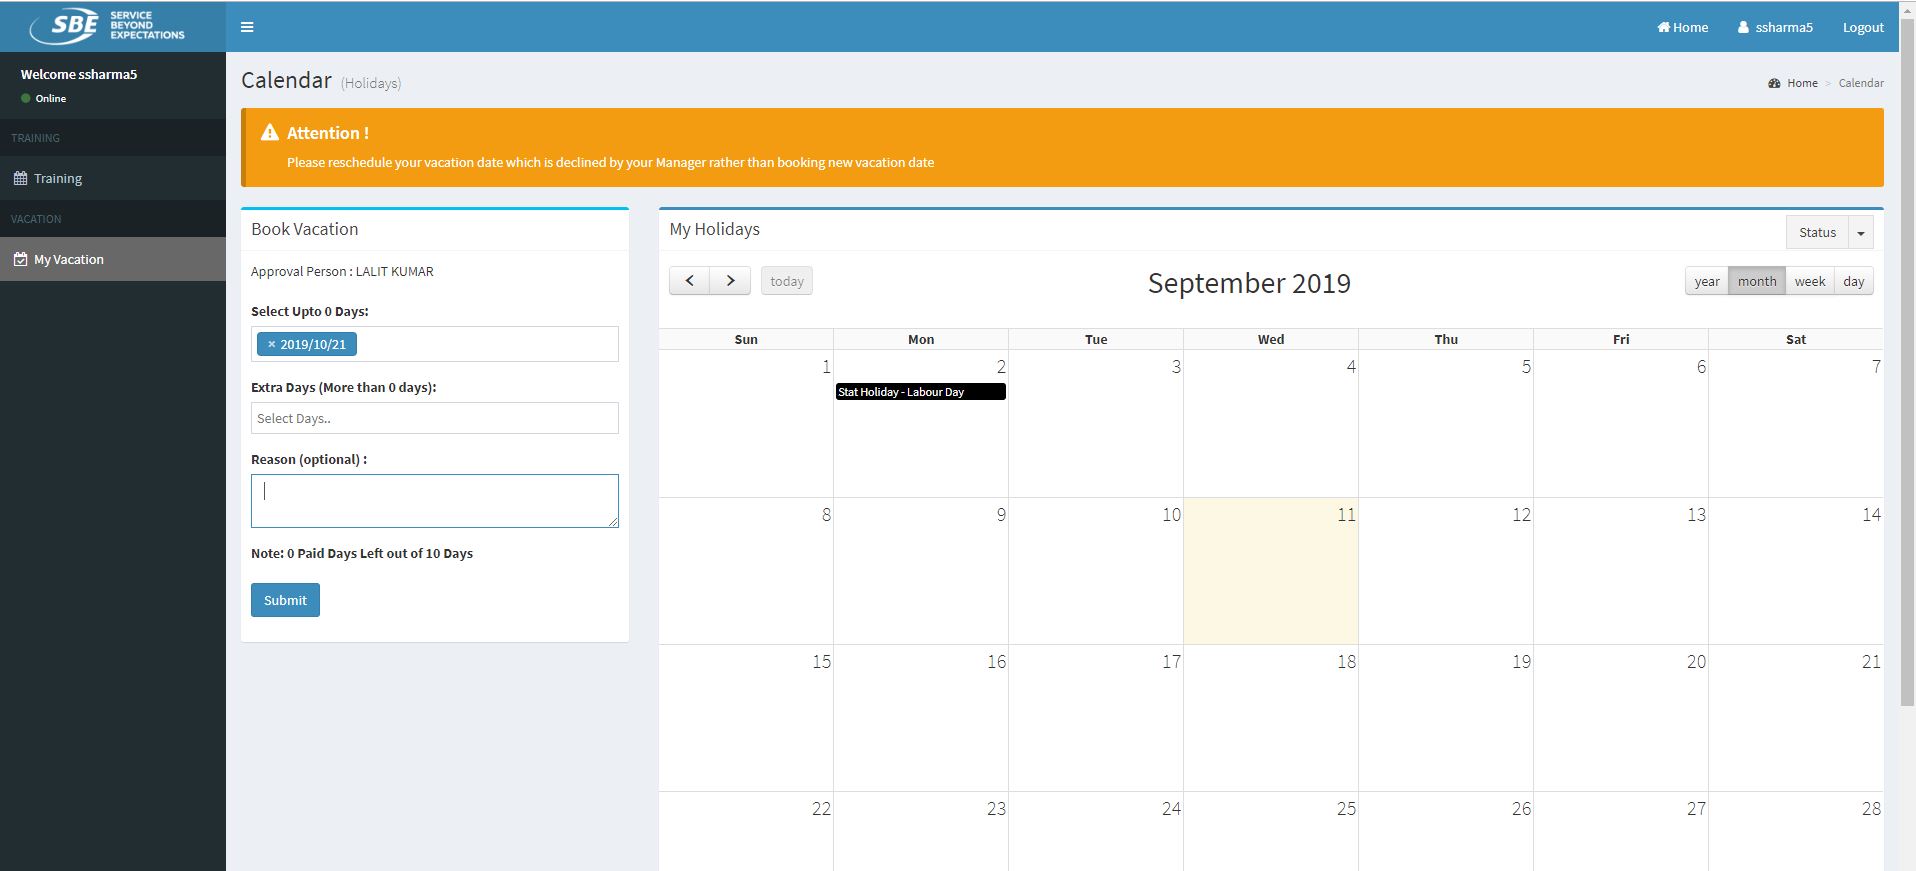 SBE SERVICE BEYOND EXPECTATIONS
Home ssharma5 Logout
Welcome ssharma5
Online
TRAINING
Training
VACATION
My Vacation
Calendar (Holidays)
Home > Calendar
Attention !
Please reschedule your vacation date which is declined by your Manager rather than booking new vacation date
Book Vacation
Approval Person : LALIT KUMAR
Select Upto 0 Days:
× 2019/10/21
Extra Days (More than 0 days):
Select Days..
Reason (optional) :
Note: 0 Paid Days Left out of 10 Days
Submit
My Holidays
Status
today
September 2019
year month week day
Sun Mon Tue Wed Thu Fri Sat
1 2 3 4 5 6 7
Stat Holiday - Labour Day
8 9 10 11 12 13 14
15 16 17 18 19 20 21
22 23 24 25 26 27 28